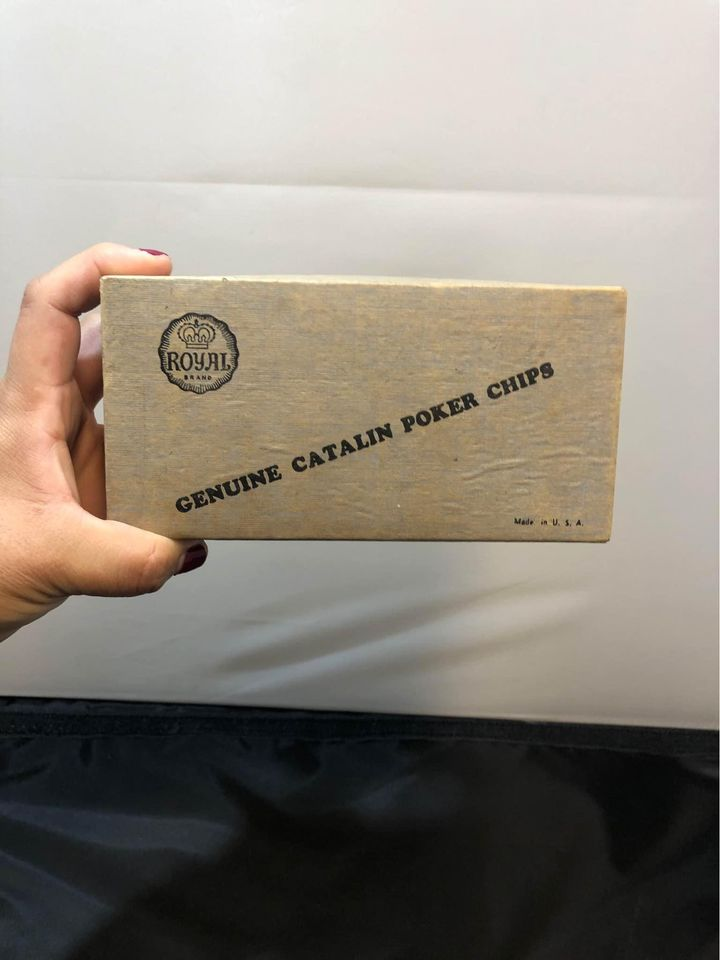 ROYAL
BRAND
GENUINE CATALIN POKER CHIPS
Made in U. S. A.